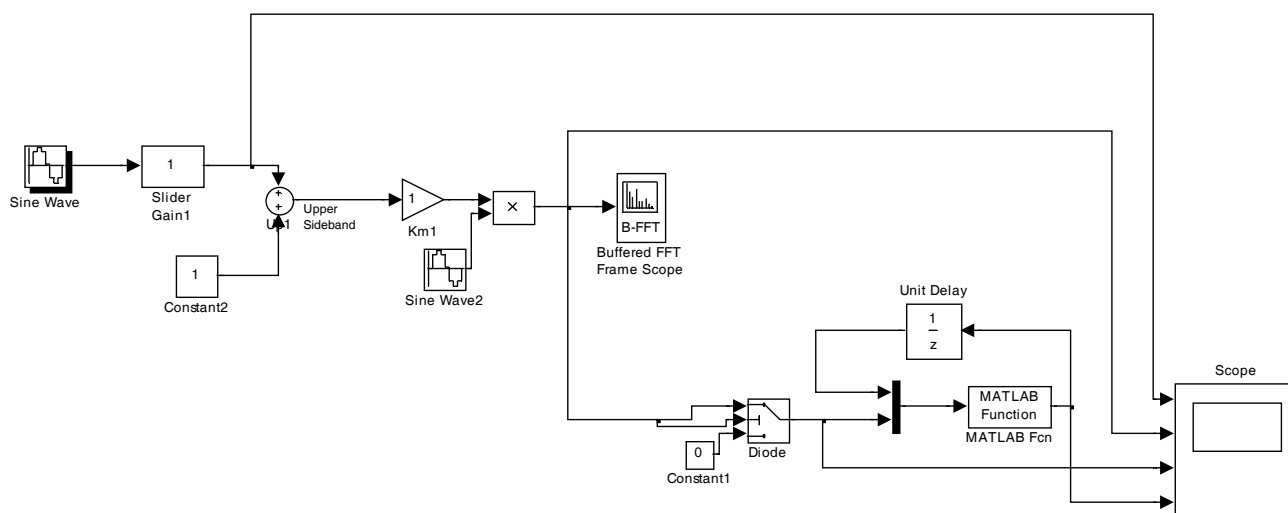 1
Sine Wave
Slider
Gain1
+
+
Upper
Sideband
1
Km1
×
B-FFT
Buffered FFT
Frame Scope
1
Constant2
Sine Wave2
Unit Delay
1
z
Scope
MATLAB
Function
MATLAB Fcn
0
Constant1
Diode